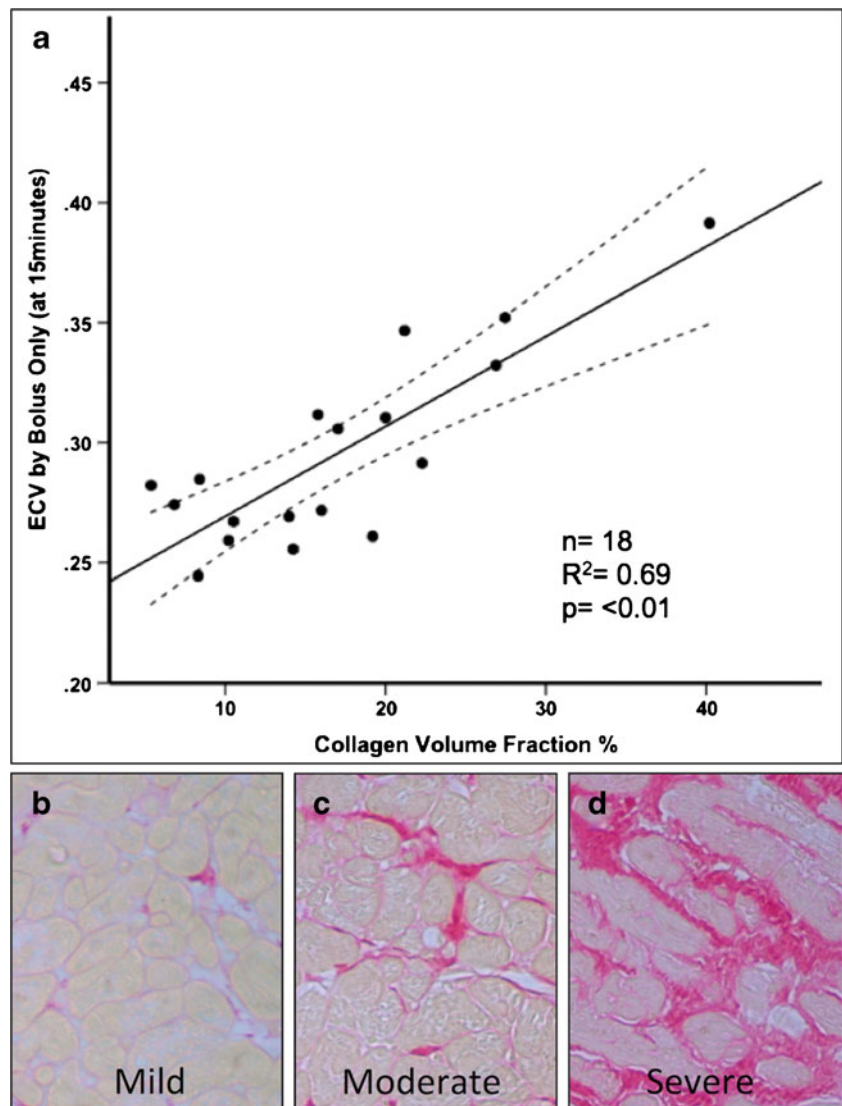 a
.45
.40
.35
.30
.25
.20
ECV by Bolus Only (at 15minutes)
n= 18
R²= 0.69
p= <0.01
10 20 30 40
Collagen Volume Fraction %
b c d
Mild Moderate Severe